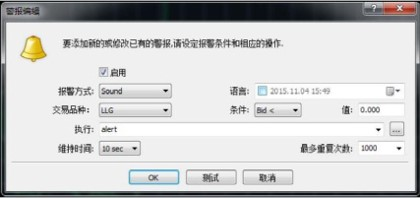 警报编辑
要添加新的或修改已有的警报,请设定报警条件和相应的操作.
启用
报警方式: Sound 语言: 2015.11.04 15:49
交易品种: LLG 条件: Bid < 值: 0.000
执行: alert ...
维持时间: 10 sec 最多重复次数: 1000
OK 测试 取消